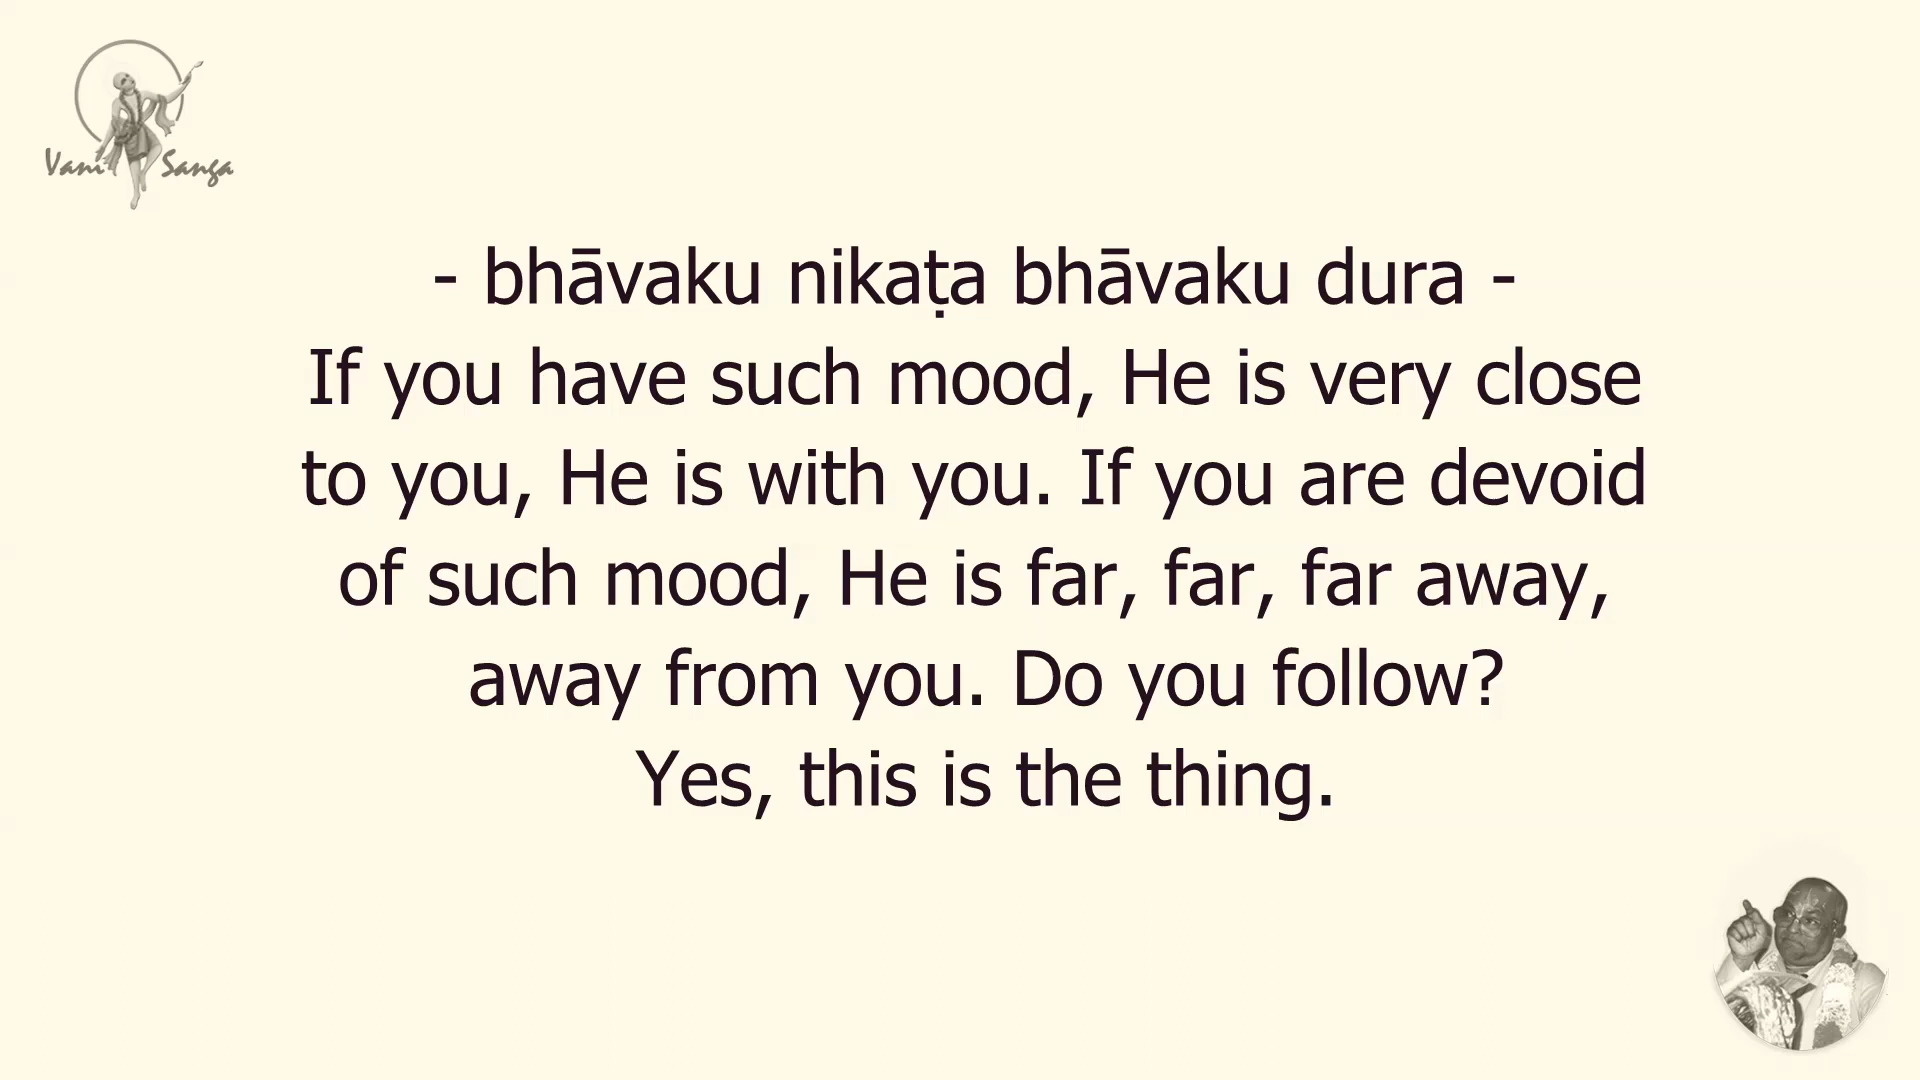 Vani Sanga
- bhāvaku nikaṭa bhāvaku dura -
If you have such mood, He is very close
to you, He is with you. If you are devoid
of such mood, He is far, far, far away,
away from you. Do you follow?
Yes, this is the thing.